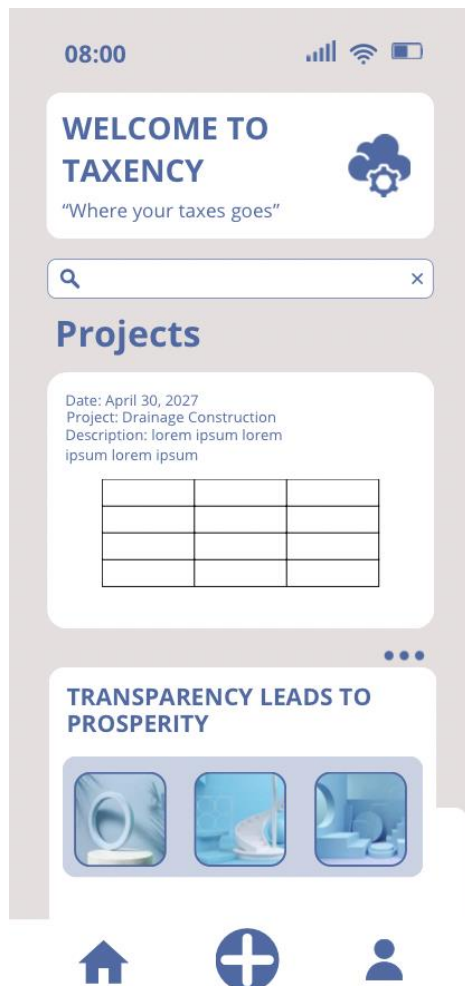 08:00
WELCOME TO
TAXENCY
“Where your taxes goes”
Projects
Date: April 30, 2027
Project: Drainage Construction
Description: lorem ipsum lorem
ipsum lorem ipsum
TRANSPARENCY LEADS TO
PROSPERITY